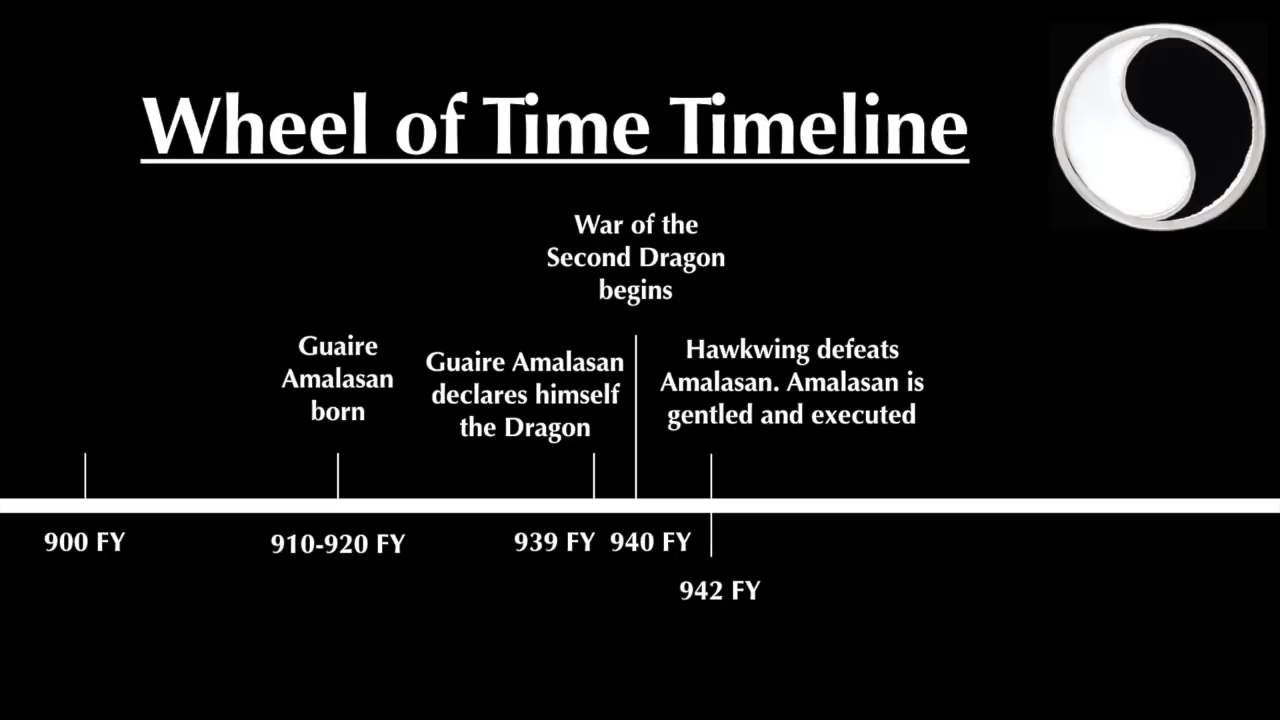 Wheel of Time Timeline
War of the
Second Dragon
begins
Guaire
Amalasan
born
Guaire Amalasan
declares himself
the Dragon
Hawkwing defeats
Amalasan. Amalasan is
gentled and executed
900 FY
910-920 FY
939 FY
940 FY
942 FY